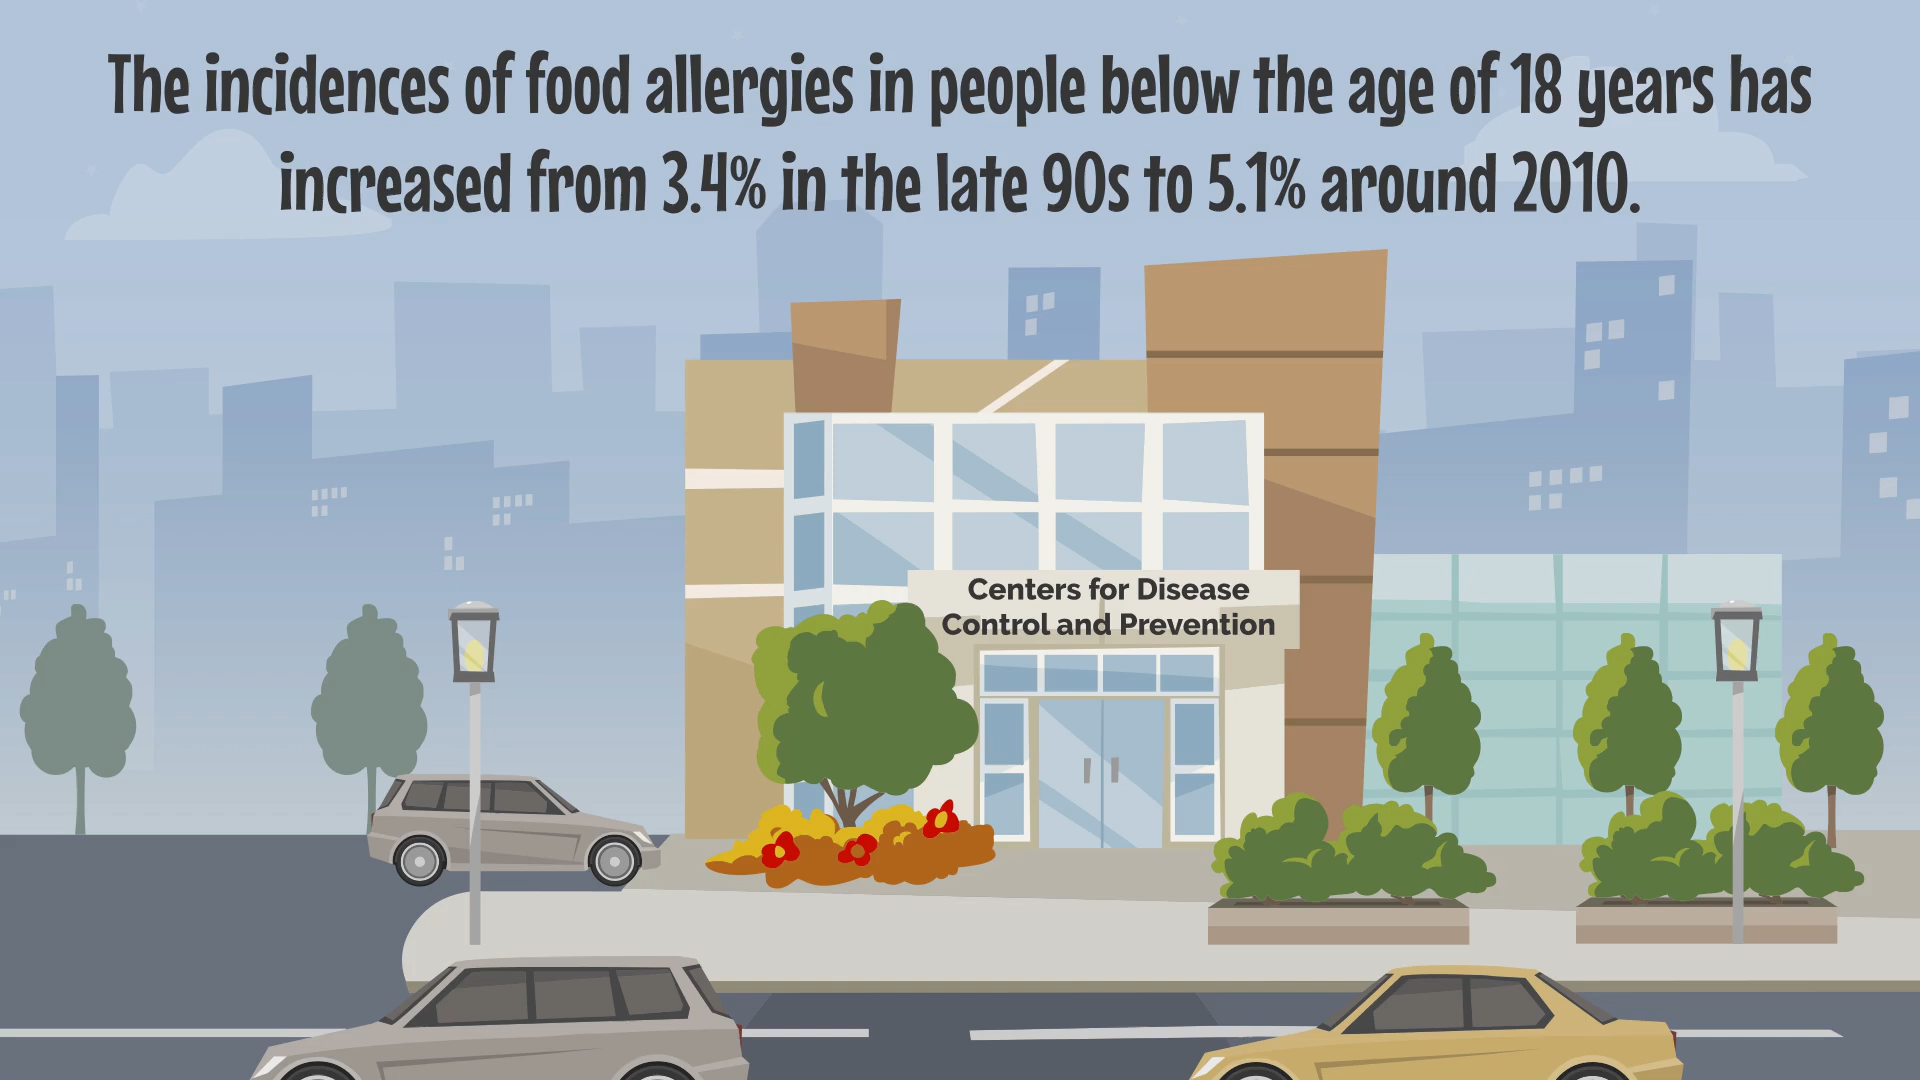 The incidences of food allergies in people below the age of 18 years has
increased from 3.4% in the late 90s to 5.1% around 2010.
Centers for Disease
Control and Prevention